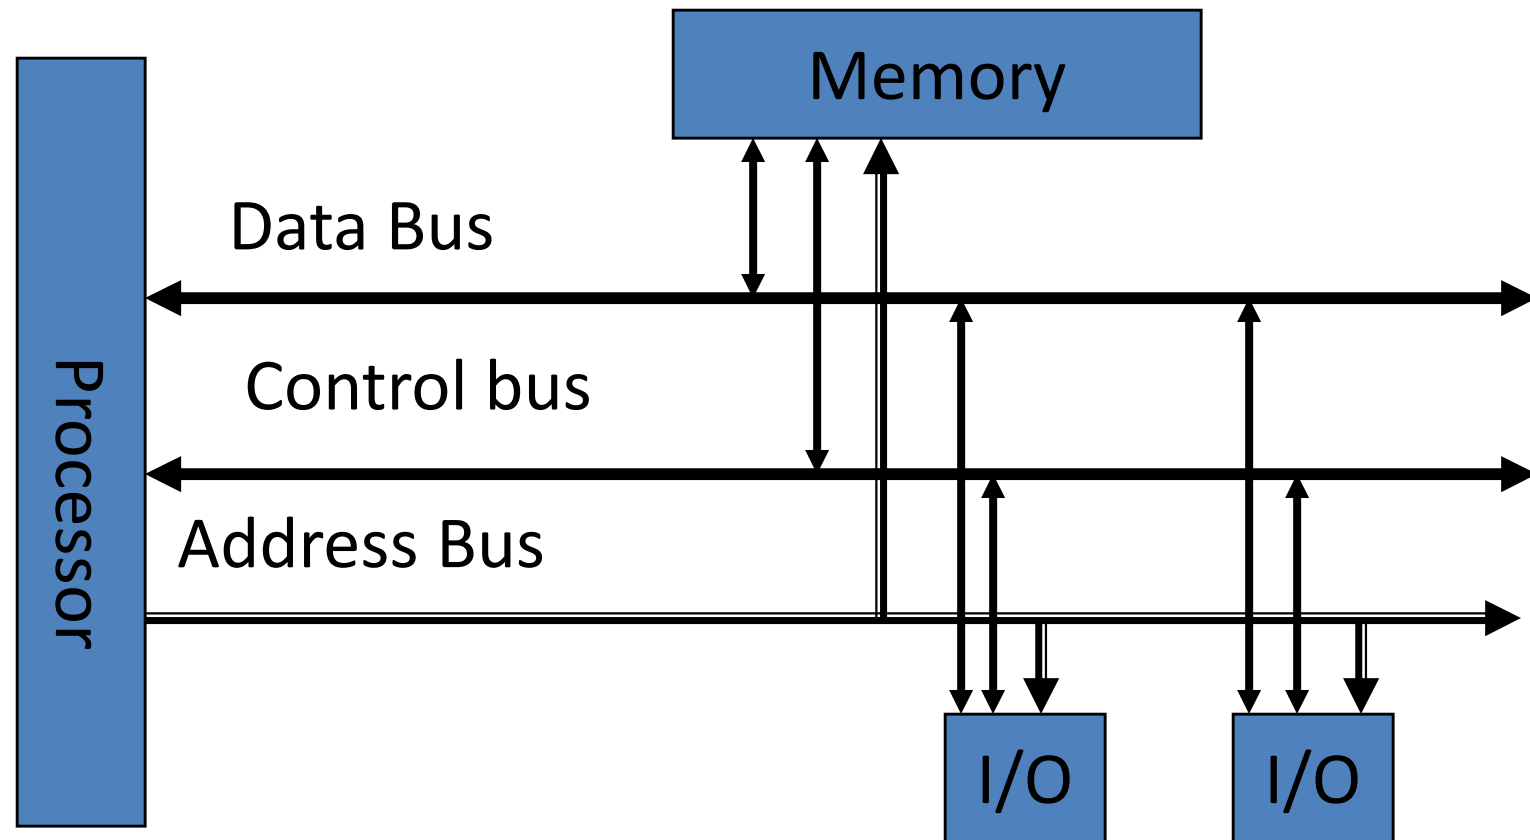 Memory
Data Bus
Control bus
Processor
Address Bus
I/O
I/O